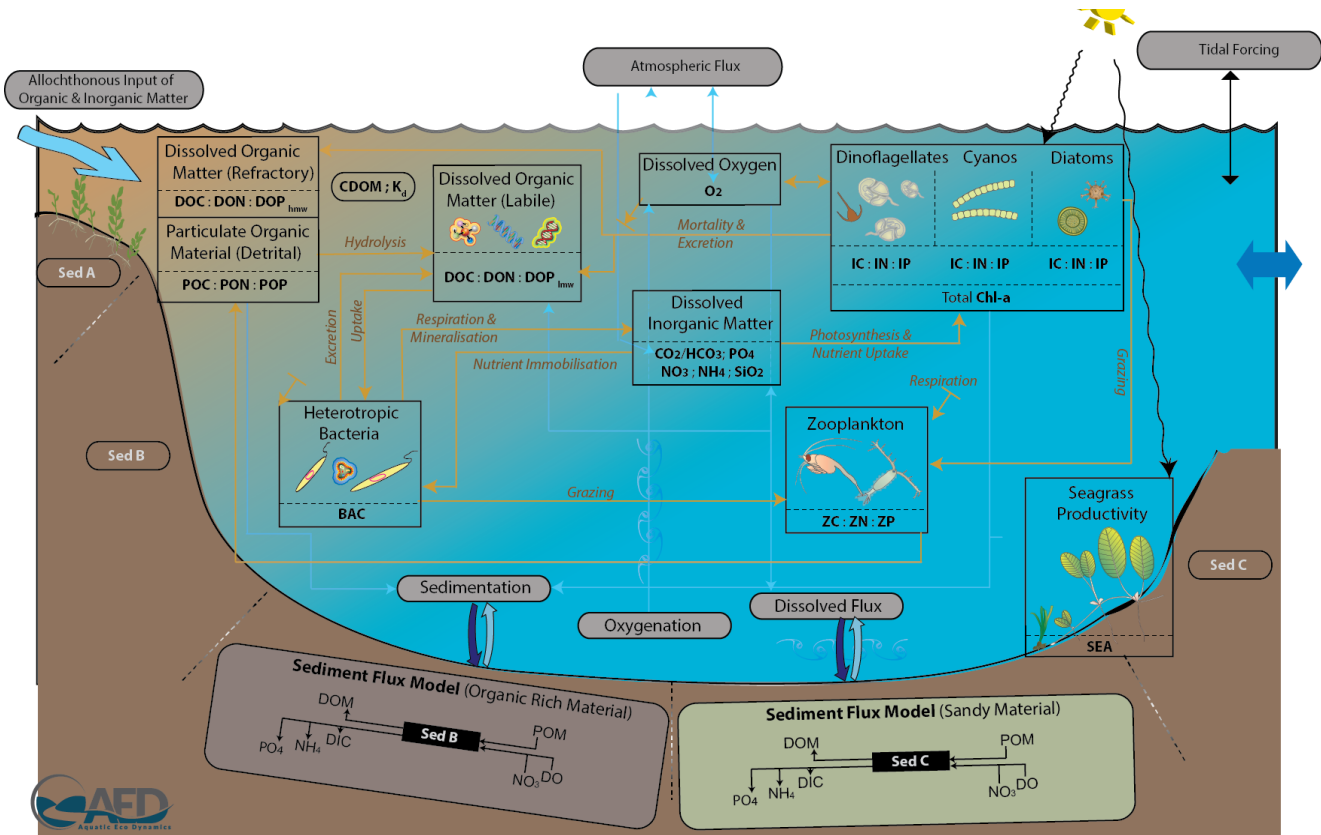 Tidal Forcing
Atmospheric Flux
Allochthonous Input of
Organic & Inorganic Matter
Dissolved Organic
Matter (Refractory)
DOC : DON : DOP hmw
Particulate Organic
Material (Detrital)
POC : PON : POP
CDOM ; Kd
Dissolved Organic
Matter (Labile)
DOC : DON : DOP lmw
Dissolved Oxygen
O2
Dinoflagellates
Cyanos
Diatoms
IC : IN : IP
IC : IN : IP
IC : IN : IP
Total Chl-a
Hydrolysis
Mortality &
Excretion
Sed A
Excretion
Uptake
Respiration &
Mineralisation
Nutrient Immobilisation
Dissolved
Inorganic Matter
CO2/HCO3; PO4
NO3 ; NH4 ; SiO2
Photosynthesis &
Nutrient Uptake
Grazing
Respiration
Heterotropic
Bacteria
BAC
Grazing
Zooplankton
ZC : ZN : ZP
Sed B
Seagrass
Productivity
SEA
Sed C
Sedimentation
Oxygenation
Dissolved Flux
Sediment Flux Model (Organic Rich Material)
DOM
PO4
NH4
DIC
Sed B
POM
NO3
DO
Sediment Flux Model (Sandy Material)
DOM
PO4
NH4
DIC
Sed C
POM
NO3
DO
AED
Aquatic Eco Dynamics